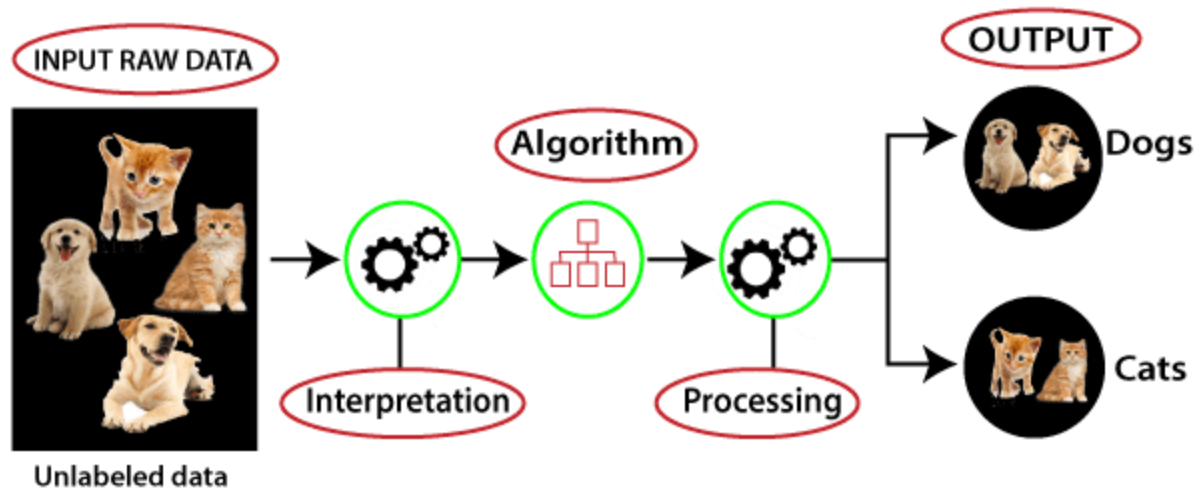 INPUT RAW DATA
Unlabeled data
Interpretation
Algorithm
Processing
OUTPUT
Dogs
Cats